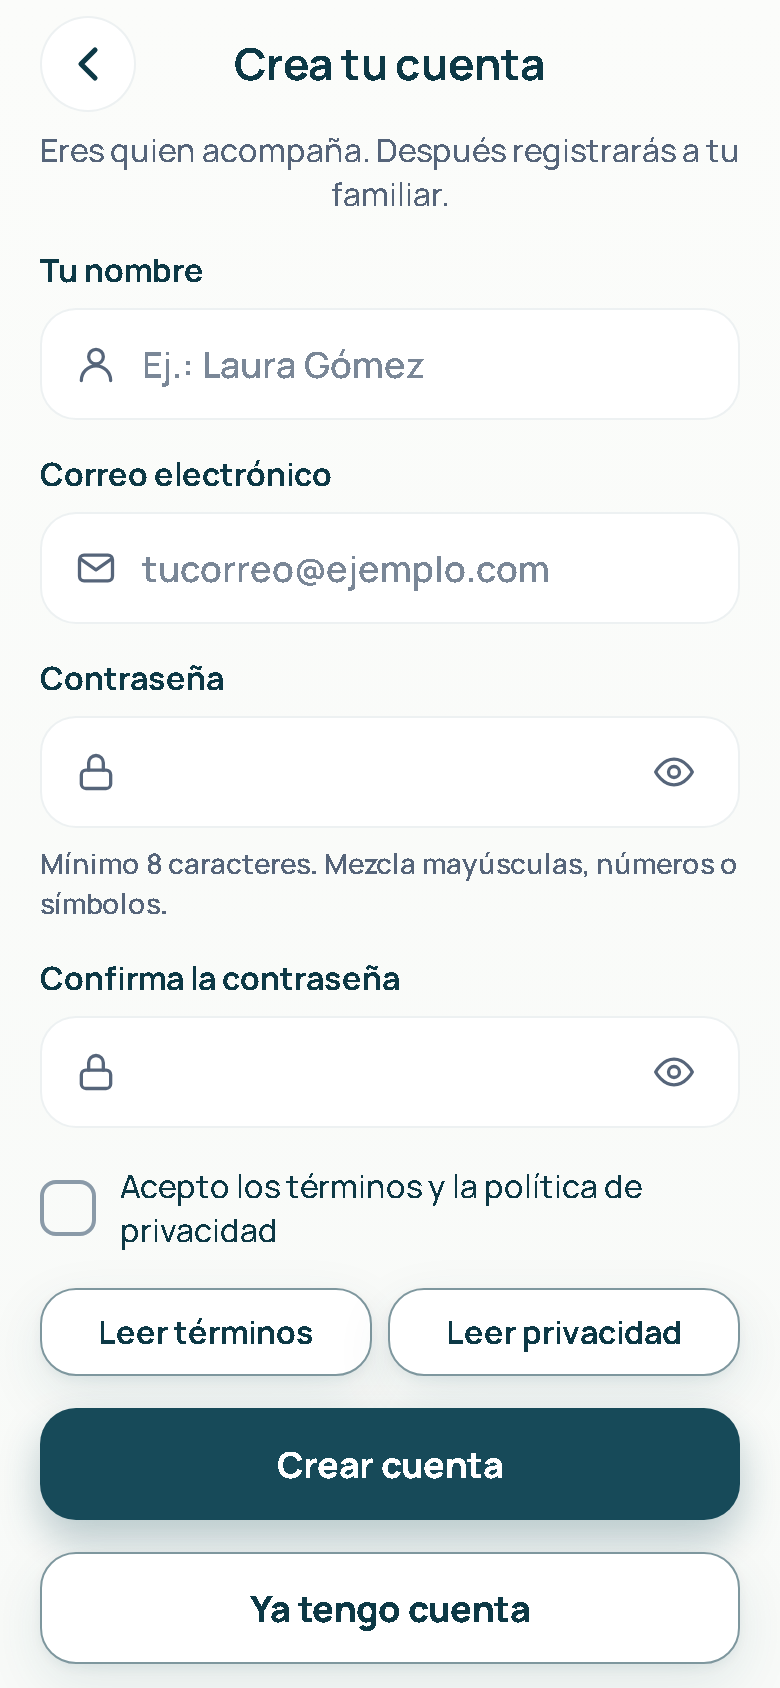 Crea tu cuenta
Eres quien acompaña. Después registrarás a tu
familiar.
Tu nombre
Ej.: Laura Gómez
Correo electrónico
tucorreo@ejemplo.com
Contraseña
Mínimo 8 caracteres. Mezcla mayúsculas, números o
símbolos.
Confirma la contraseña
Acepto los términos y la política de
privacidad
Leer términos
Leer privacidad
Crear cuenta
Ya tengo cuenta